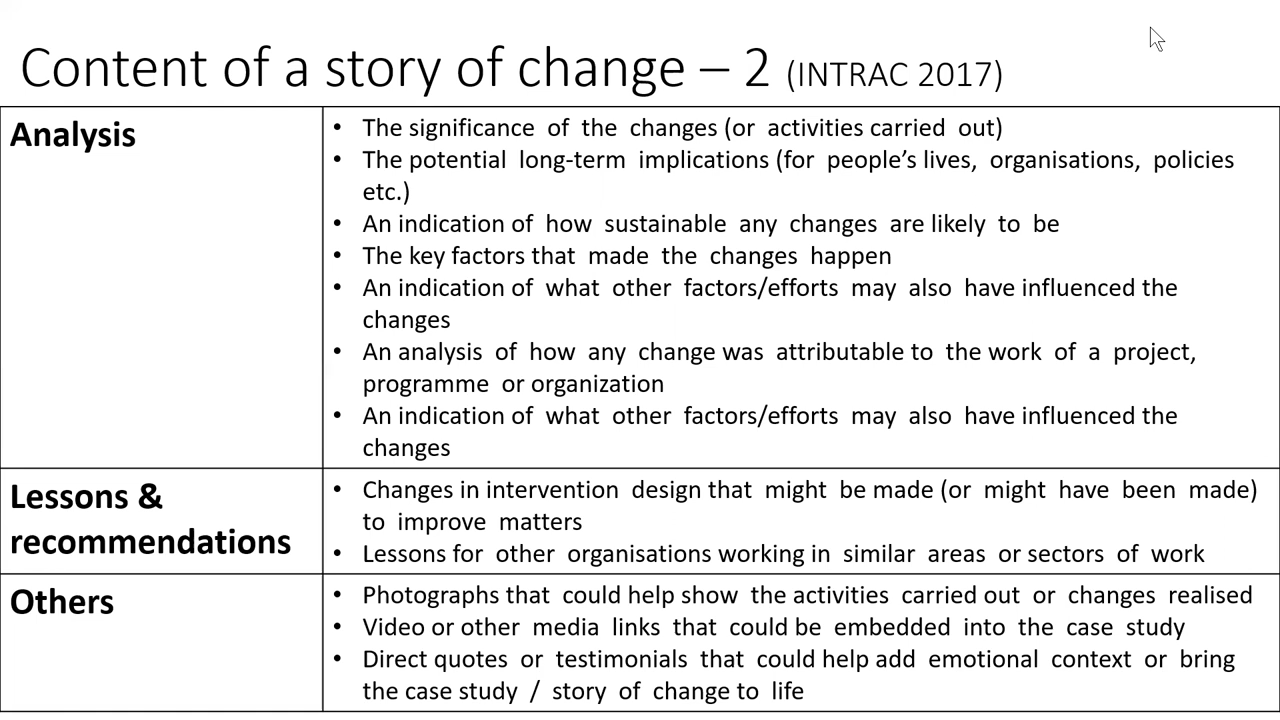 Content of a story of change – 2 (INTRAC 2017)
Analysis
• The significance of the changes (or activities carried out)
• The potential long-term implications (for people’s lives, organisations, policies
etc.)
• An indication of how sustainable any changes are likely to be
• The key factors that made the changes happen
• An indication of what other factors/efforts may also have influenced the
changes
• An analysis of how any change was attributable to the work of a project,
programme or organization
• An indication of what other factors/efforts may also have influenced the
changes
Lessons &
recommendations
• Changes in intervention design that might be made (or might have been made)
to improve matters
• Lessons for other organisations working in similar areas or sectors of work
Others
• Photographs that could help show the activities carried out or changes realised
• Video or other media links that could be embedded into the case study
• Direct quotes or testimonials that could help add emotional context or bring
the case study / story of change to life